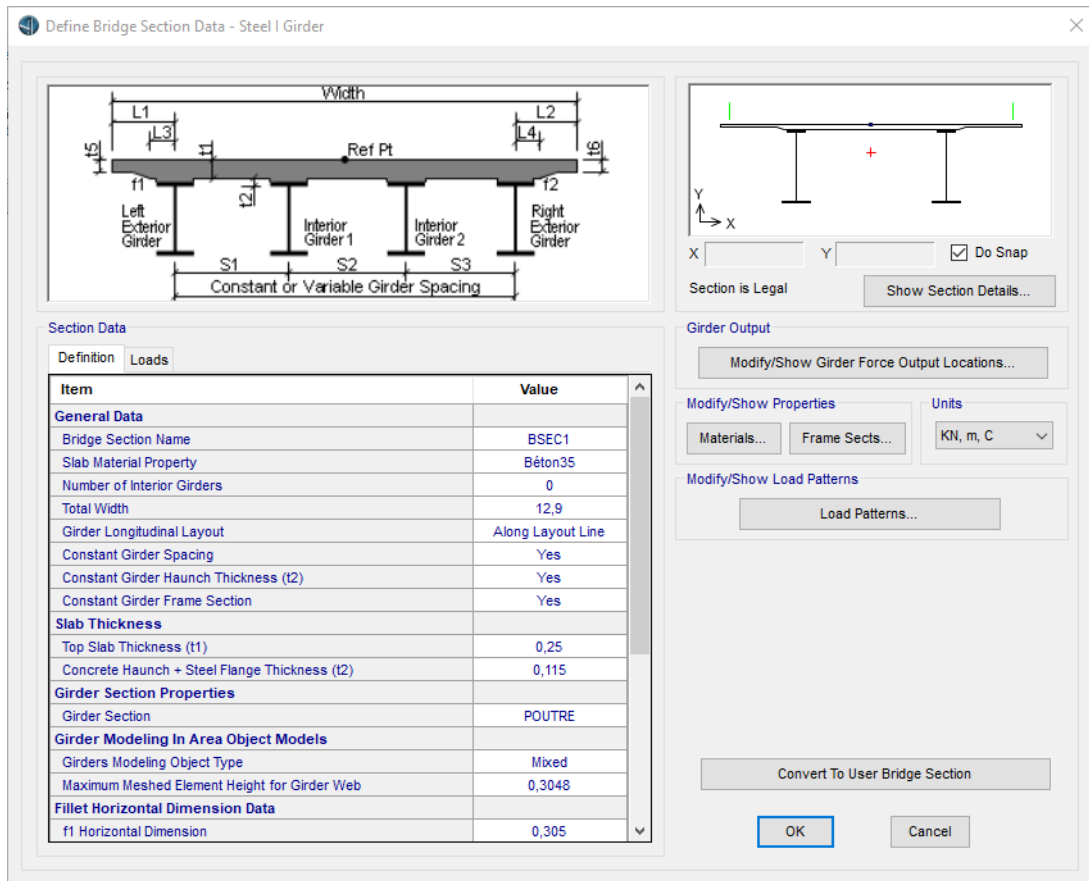 Define Bridge Section Data - Steel I Girder
Width
L1
L2
L3
L4
t5
t1
Ref Pt
t6
f1
t2
f2
Left
Exterior
Girder
Interior
Girder 1
Interior
Girder 2
Right
Exterior
Girder
S1
S2
S3
Constant or Variable Girder Spacing
Y
X
X
Y
Do Snap
Section is Legal
Show Section Details...
Section Data
Definition
Loads
Item Value
General Data
Bridge Section Name BSEC1
Slab Material Property Béton35
Number of Interior Girders 0
Total Width 12,9
Girder Longitudinal Layout Along Layout Line
Constant Girder Spacing Yes
Constant Girder Haunch Thickness (t2) Yes
Constant Girder Frame Section Yes
Slab Thickness
Top Slab Thickness (t1) 0,25
Concrete Haunch + Steel Flange Thickness (t2) 0,115
Girder Section Properties
Girder Section POUTRE
Girder Modeling In Area Object Models
Girders Modeling Object Type Mixed
Maximum Meshed Element Height for Girder Web 0,3048
Fillet Horizontal Dimension Data
f1 Horizontal Dimension 0,305
Girder Output
Modify/Show Girder Force Output Locations...
Modify/Show Properties
Materials...
Frame Sects...
Units
KN, m, C
Modify/Show Load Patterns
Load Patterns...
Convert To User Bridge Section
OK
Cancel